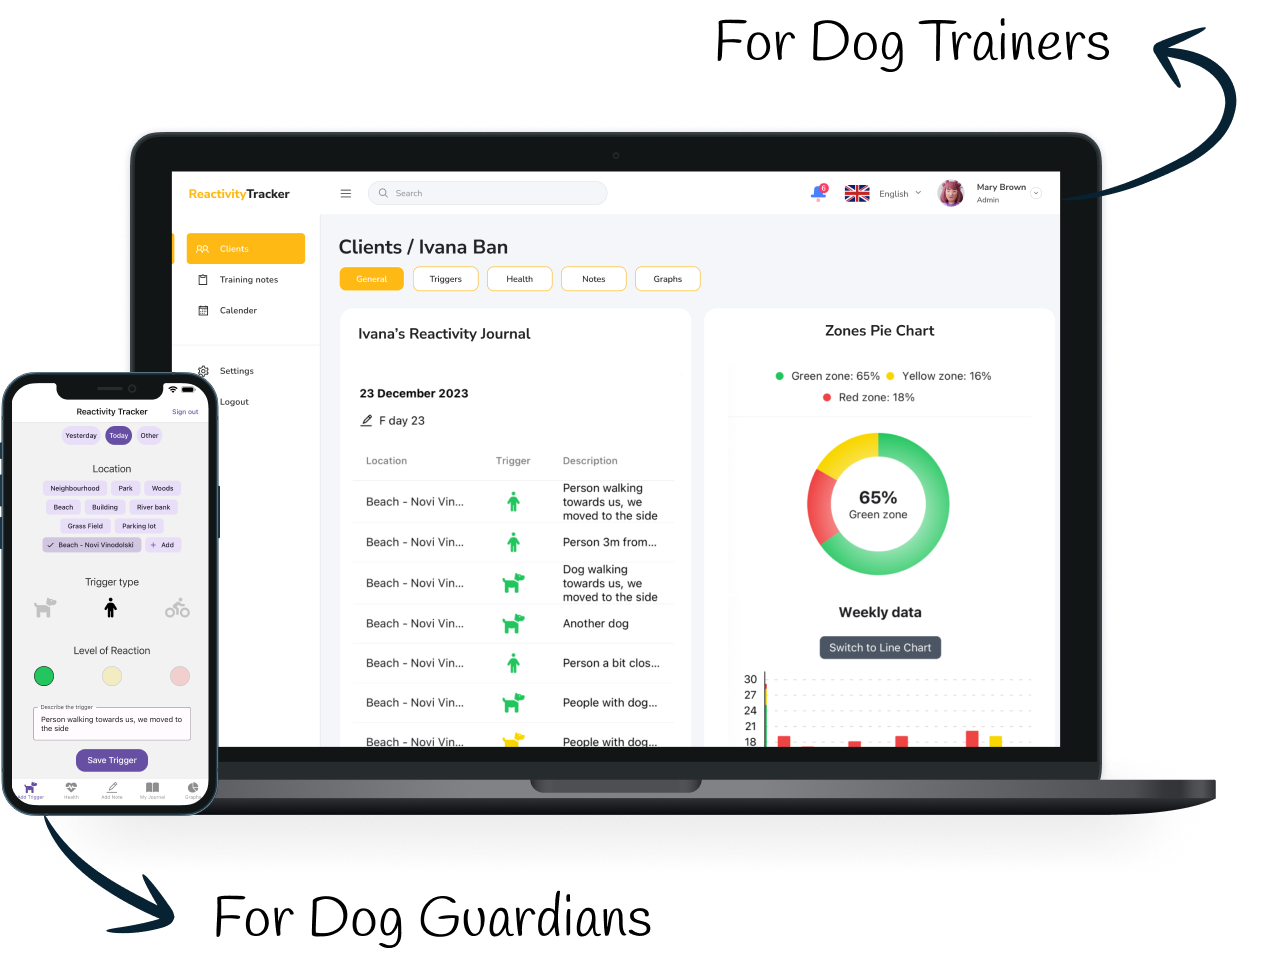 For Dog Trainers
ReactivityTracker
Search
6
English
Mary Brown
Admin
Clients
Training notes
Calender
Settings
Logout
Clients / Ivana Ban
General
Triggers
Health
Notes
Graphs
Ivana's Reactivity Journal
23 December 2023
F day 23
Location Trigger Description
Beach - Novi Vin...
Person walking
towards us, we
moved to the side
Beach - Novi Vin...
Person 3m from...
Beach - Novi Vin...
Dog walking
towards us, we
moved to the side
Beach - Novi Vin...
Another dog
Beach - Novi Vin...
Person a bit clos...
Beach - Novi Vin...
People with dog...
Beach - Novi Vin...
People with dog...
Zones Pie Chart
Green zone: 65% Yellow zone: 16%
Red zone: 18%
65%
Green zone
Weekly data
Switch to Line Chart
30
27
24
21
18
Reactivity Tracker
Sign out
Yesterday Today Other
Location
Neighbourhood Park Woods
Beach Building River bank
Grass Field Parking lot
Beach - Novi Vinodolski + Add
Trigger type
Level of Reaction
Describe the trigger
Person walking towards us, we moved to
the side
Save Trigger
Add Trigger Health Add Note My Journal Graphs
For Dog Guardians